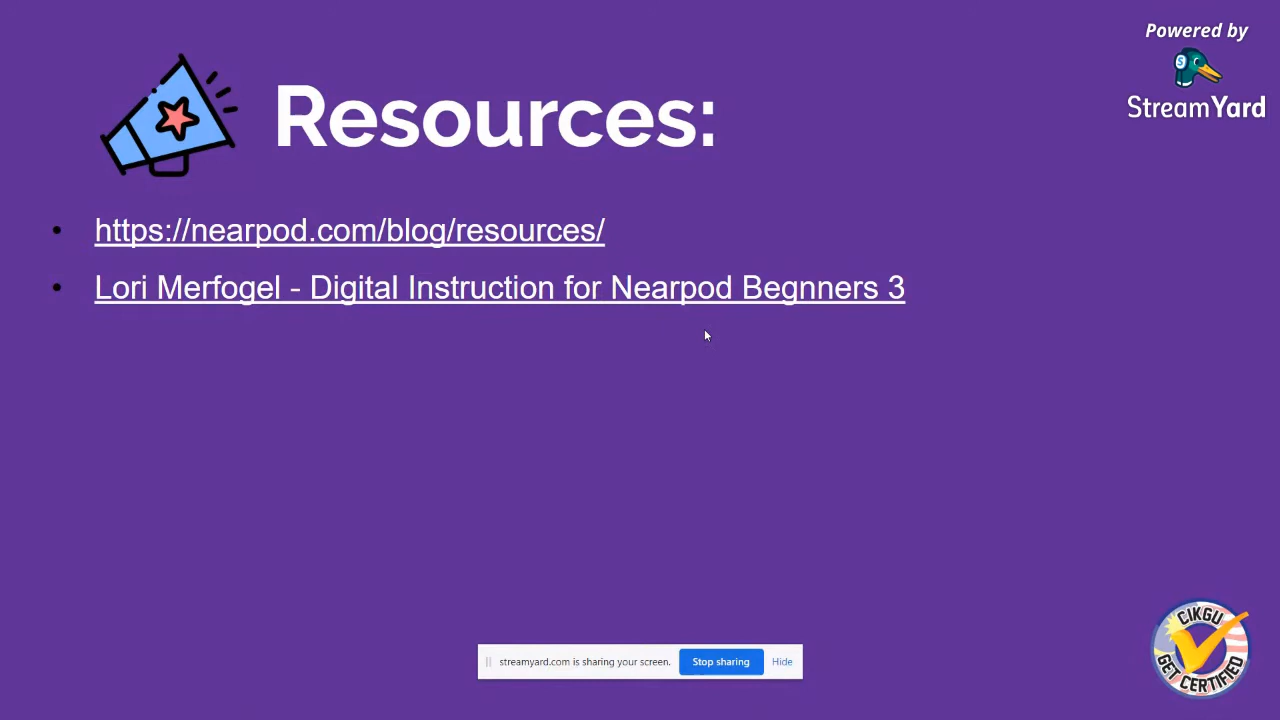 Powered by
S
StreamYard
Resources:
• https://nearpod.com/blog/resources/
• Lori Merfogel - Digital Instruction for Nearpod Begnners 3
streamyard.com is sharing your screen. Stop sharing Hide
CIKGU
GET CERTIFIED